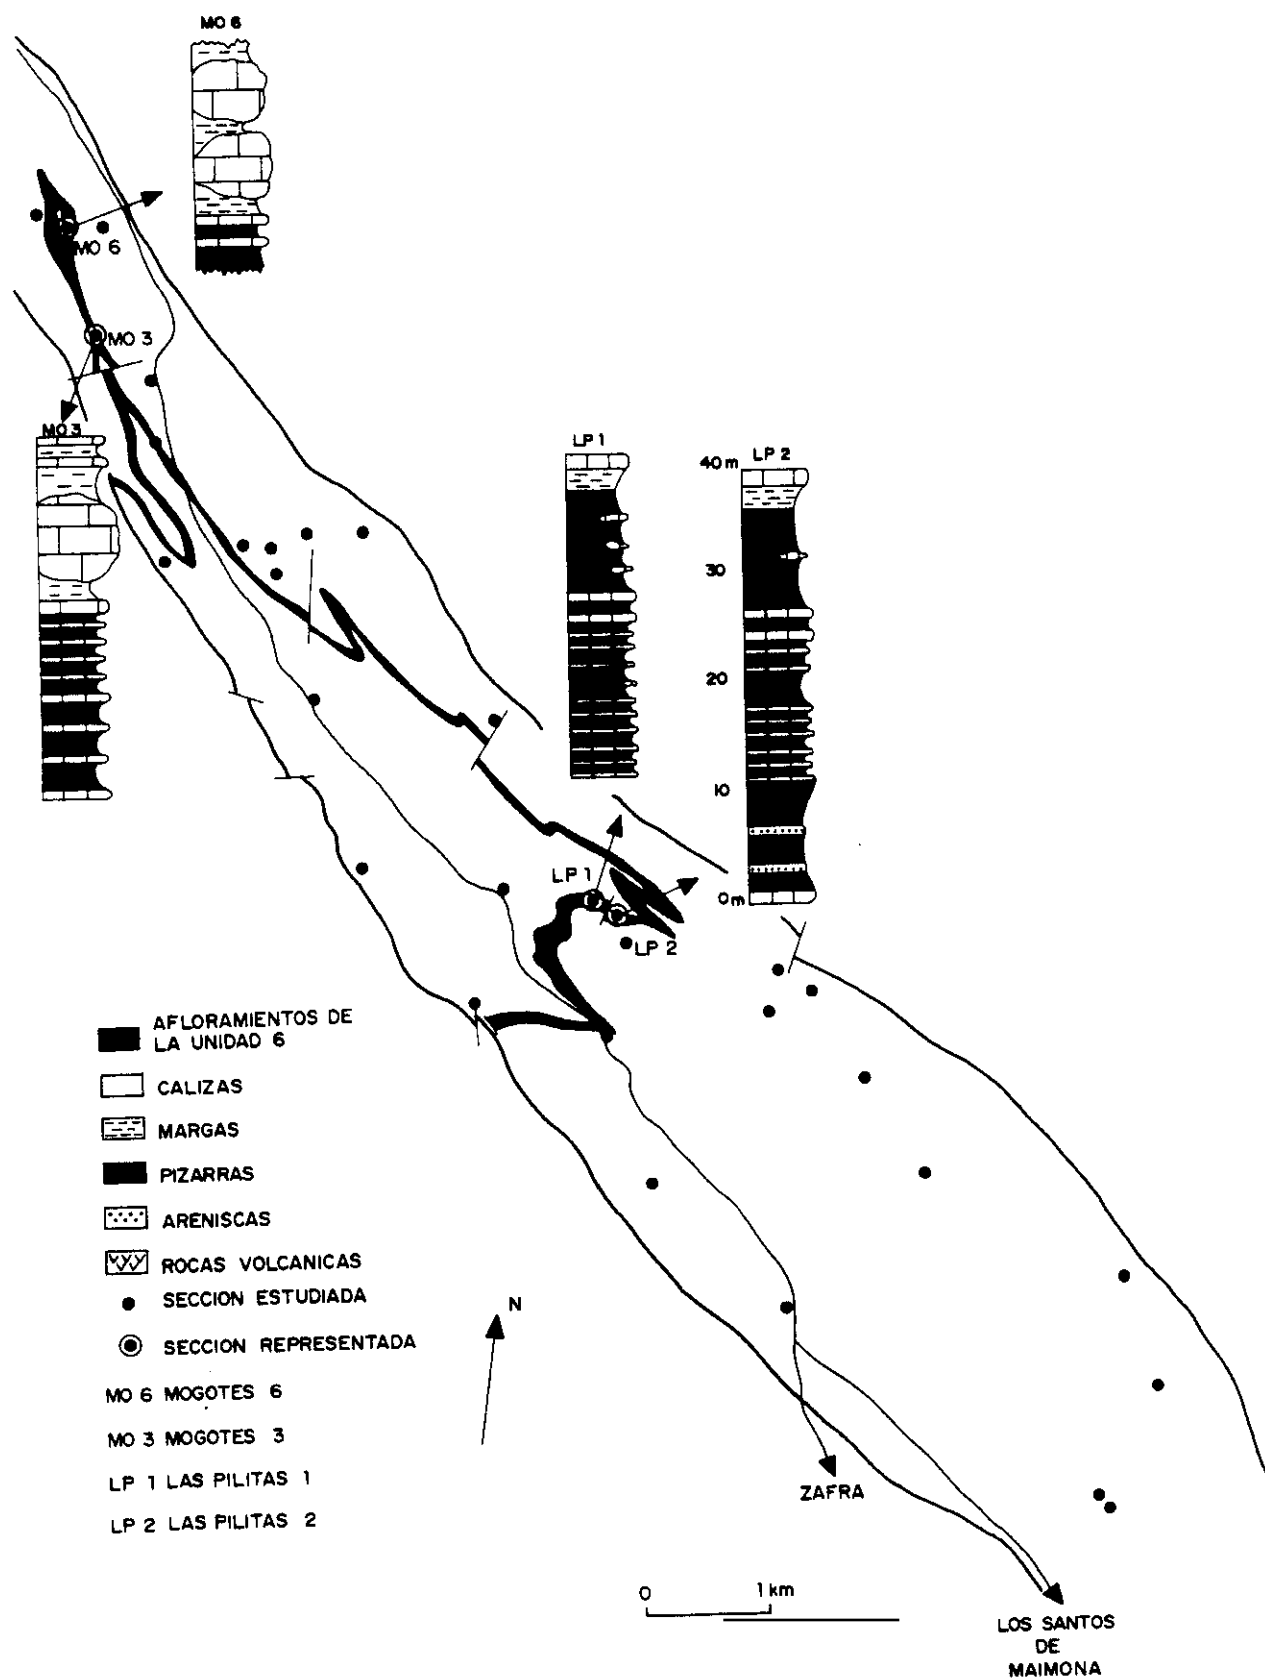 MO 6
MO 6
MO 3
MO 3
LP 1
LP 2
40 m
30
20
10
0 m
LP 1
LP 2
AFLORAMIENTOS DE
LA UNIDAD 6
CALIZAS
MARGAS
PIZARRAS
ARENISCAS
ROCAS VOLCANICAS
SECCION ESTUDIADA
SECCION REPRESENTADA
MO 6 MOGOTES 6
MO 3 MOGOTES 3
LP 1 LAS PILITAS 1
LP 2 LAS PILITAS 2
N
ZAFRA
0 1 km
LOS SANTOS
DE
MAIMONA